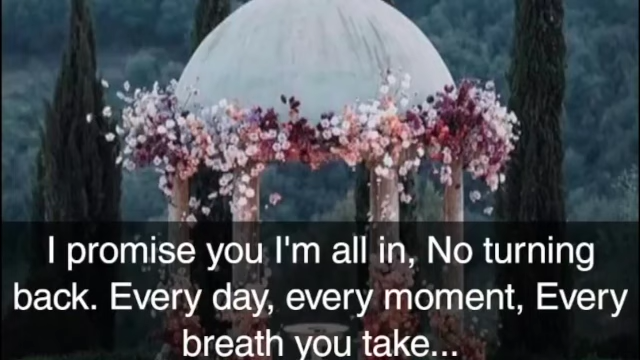 I promise you I'm all in, No turning
back. Every day, every moment, Every
breath you take...